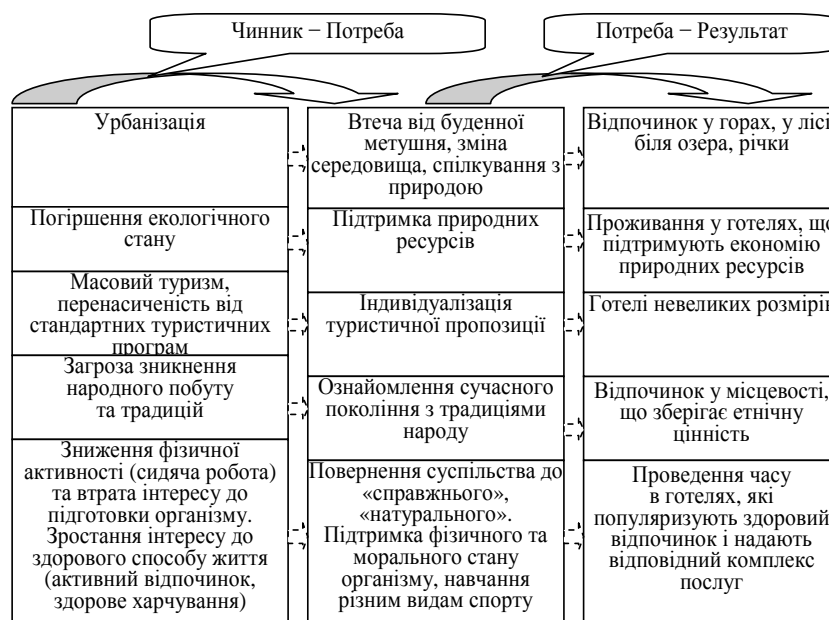 Чинник – Потреба
Потреба – Результат
Урбанізація
Втеча від буденної
метушня, зміна
середовища, спілкування з
природою
Відпочинок у горах, у лісі,
біля озера, річки
Погіршення екологічного
стану
Підтримка природних
ресурсів
Проживання у готелях, що
підтримують економію
природних ресурсів
Масовий туризм,
перенасиченість від
стандартних туристичних
програм
Індивідуалізація
туристичної пропозиції
Готелі невеликих розмірів
Загроза зникнення
народного побуту
та традицій
Ознайомлення сучасного
покоління з традиціями
народу
Відпочинок у місцевості,
що зберігає етнічну
цінність
Зниження фізичної
активності (сидяча робота)
та втрата інтересу до
підготовки організму.
Зростання інтересу до
здорового способу життя
(активний відпочинок,
здорове харчування)
Повернення суспільства до
«справжнього»,
«натурального».
Підтримка фізичного та
морального стану
організму, навчання
різним видам спорту
Проведення часу
в готелях, які
популяризують здоровий
відпочинок і надають
відповідний комплекс
послуг